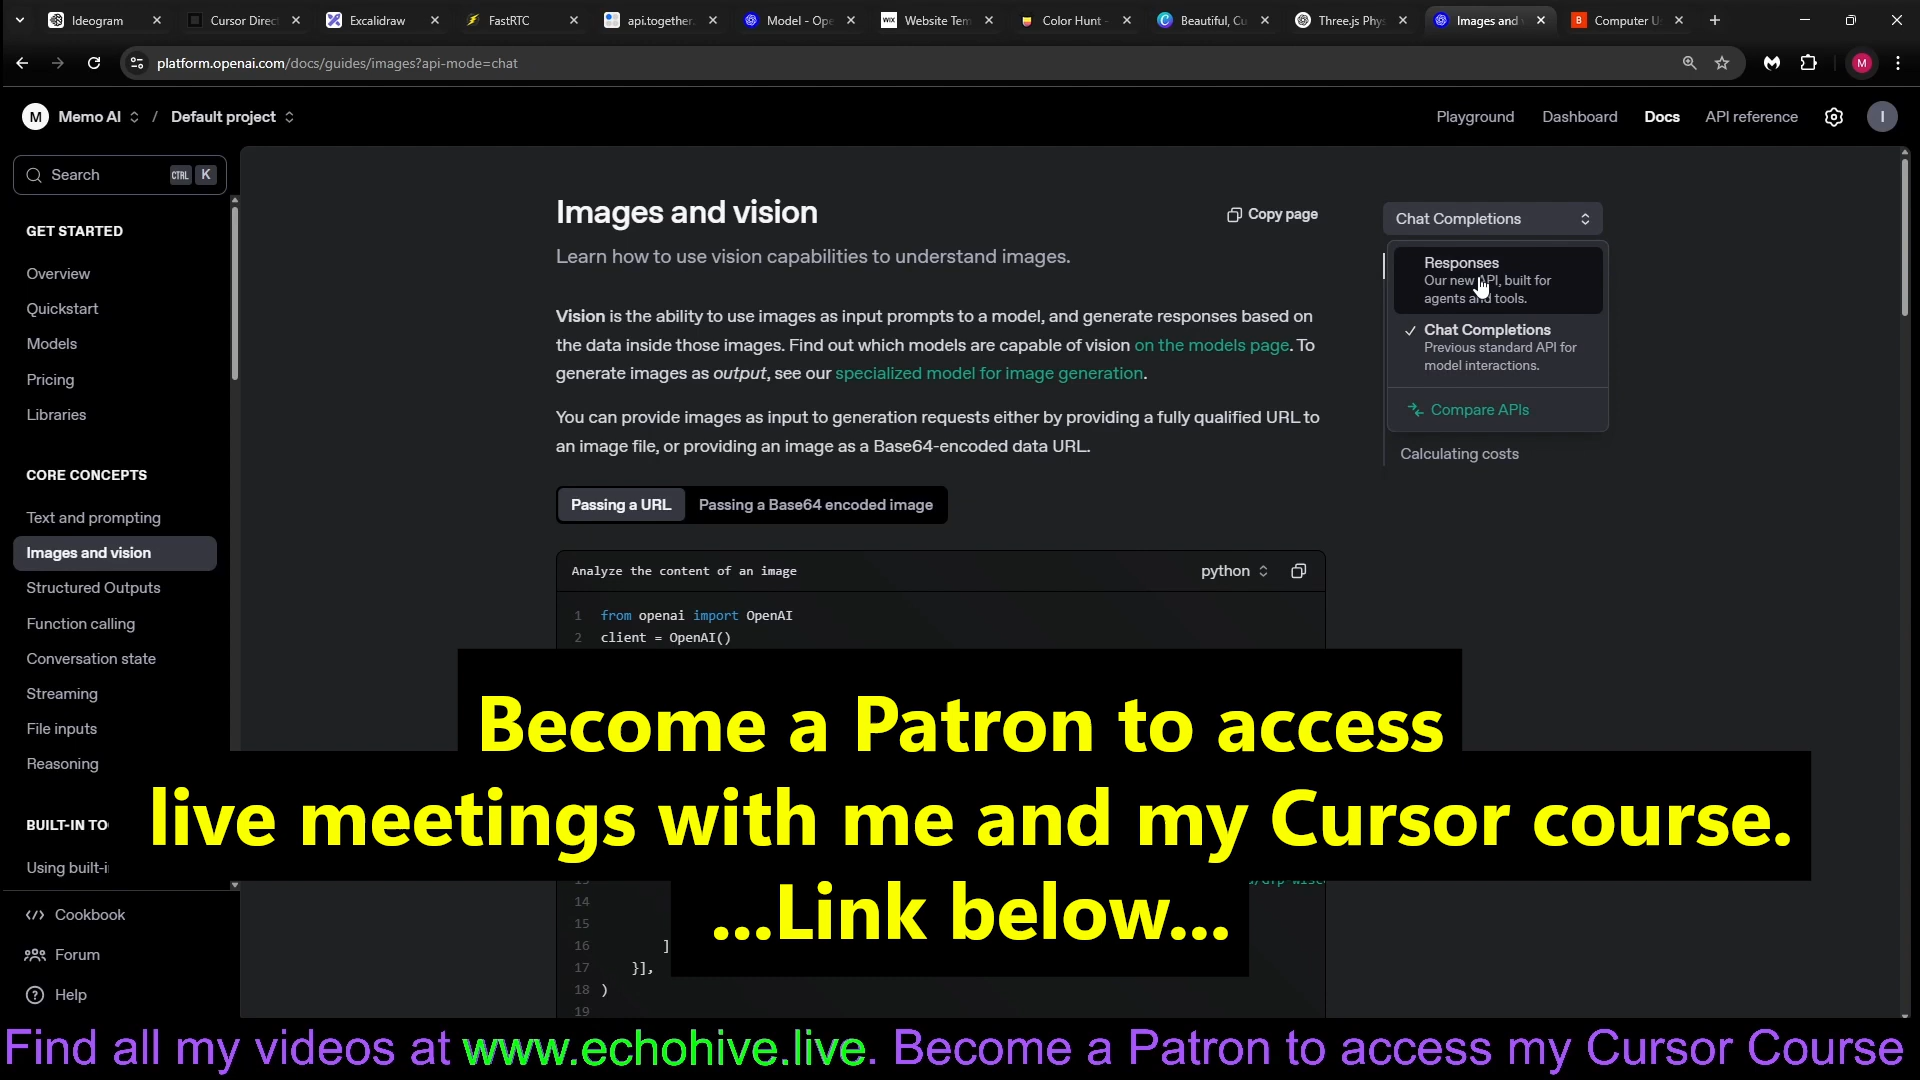 Ideogram
Cursor Direc
Excalidraw
FastRTC
api.together.
Model - Ope
WIX
Website Tem
Color Hunt -
Beautiful, Cu
Three.js Phys
Images and
Computer U
platform.openai.com/docs/guides/images?api-mode=chat
M
M
Memo AI
/
Default project
Playground
Dashboard
Docs
API reference
I
Search
CTRL
K
GET STARTED
Overview
Quickstart
Models
Pricing
Libraries
CORE CONCEPTS
Text and prompting
Images and vision
Structured Outputs
Function calling
Conversation state
Streaming
File inputs
Reasoning
BUILT-IN TO
Using built-i
Cookbook
Forum
Help
Images and vision
Copy page
Learn how to use vision capabilities to understand images.
Vision is the ability to use images as input prompts to a model, and generate responses based on
the data inside those images. Find out which models are capable of vision on the models page. To
generate images as output, see our specialized model for image generation.
You can provide images as input to generation requests either by providing a fully qualified URL to
an image file, or providing an image as a Base64-encoded data URL.
Passing a URL
Passing a Base64 encoded image
Analyze the content of an image
python
1 from openai import OpenAI
2 client = OpenAI()
14
15
16 ]
17 }],
18 )
19
Chat Completions
Responses
Our new API, built for
agents and tools.
Chat Completions
Previous standard API for
model interactions.
Compare APIs
Calculating costs
Become a Patron to access
live meetings with me and my Cursor course.
...Link below...
Find all my videos at www.echohive.live. Become a Patron to access my Cursor Course